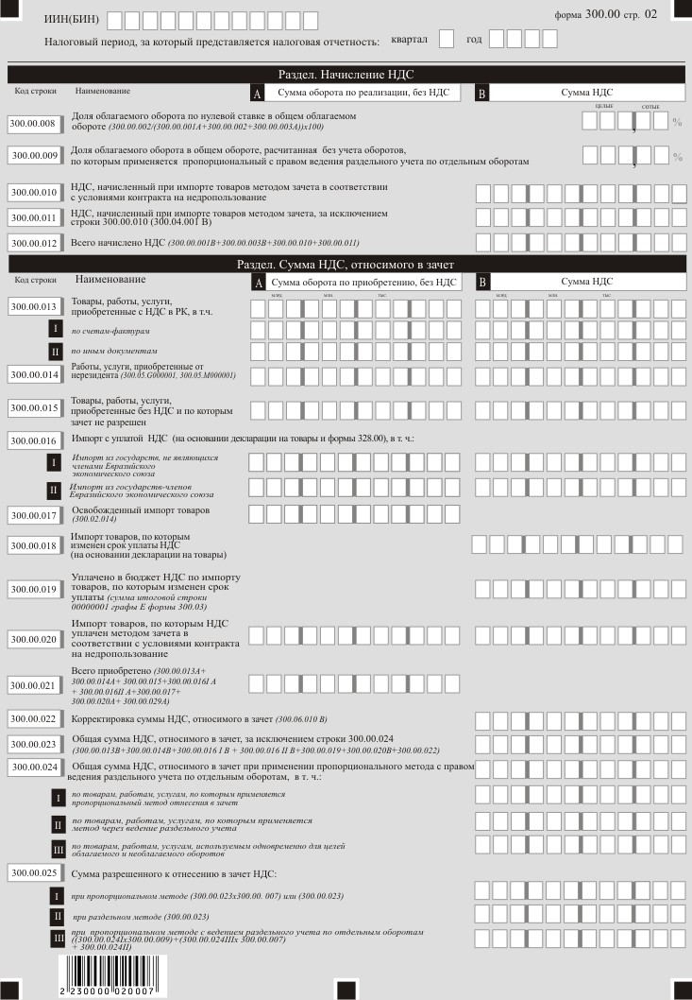 ИИН(БИН)
форма 300.00 стр. 02
Налоговый период, за который представляется налоговая отчетность: квартал год
Раздел. Начисление НДС
Код строки Наименование A Сумма оборота по реализации, без НДС B Сумма НДС
ЦЕЛЫЕ СОТЫЕ
300.00.008 Доля облагаемого оборота по нулевой ставке в общем облагаемом
обороте (300.00.002/(300.00.001А+300.00.002+300.00.003А))х100) , %
300.00.009 Доля облагаемого оборота в общем обороте, расчитанная без учета оборотов,
по которым применяется пропорциональный с правом ведения раздельного учета по отдельным оборотам , %
300.00.010 НДС, начисленный при импорте товаров методом зачета в соответствии
с условиями контракта на недропользование
300.00.011 НДС, начисленный при импорте товаров методом зачета, за исключением
строки 300.00.010 (300.04.001 В)
300.00.012 Всего начислено НДС (300.00.001В+300.00.003В+300.00.010+300.00.011)
Раздел. Сумма НДС, относимого в зачет
Код строки Наименование A Сумма оборота по приобретению, без НДС B Сумма НДС
МЛРД МЛН ТЫС МЛРД МЛН ТЫС
300.00.013 Товары, работы, услуги,
приобретенные с НДС в РК, в т.ч.
I по счетам-фактурам
II по иным документам
300.00.014 Работы, услуги, приобретенные от
нерезидента (300.05.G000001, 300.05.M000001)
300.00.015 Товары, работы, услуги,
приобретенные без НДС и по которым
зачет не разрешен
300.00.016 Импорт с уплатой НДС (на основании декларации на товары и формы 328.00), в т. ч.:
I Импорт из государств, не являющихся
членами Евразийского
экономического союза
II Импорт из государств-членов
Евразийского экономического союза
300.00.017 Освобожденный импорт товаров
(300.02.014)
300.00.018 Импорт товаров, по которым
изменен срок уплаты НДС
(на основании декларации на товары)
300.00.019 Уплачено в бюджет НДС по импорту
товаров, по которым изменен срок
уплаты (сумма итоговой строки
00000001 графы Е формы 300.03)
300.00.020 Импорт товаров, по которым НДС
уплачен методом зачета в
соответствии с условиями контракта
на недропользование
300.00.021 Всего приобретено (300.00.013А+
300.00.014А+ 300.00.015+300.00.016I А
+ 300.00.016II А+300.00.017+
300.00.020А+ 300.00.029А)
300.00.022 Корректировка суммы НДС, относимого в зачет (300.06.010 В)
300.00.023 Общая сумма НДС, относимого в зачет, за исключением строки 300.00.024
(300.00.013В+300.00.014В+300.00.016 I В + 300.00.016 II В+300.00.019+300.00.020В+300.00.022)
300.00.024 Общая сумма НДС, относимого в зачет при применении пропорционального метода с правом
ведения раздельного учета по отдельным оборотам, в т. ч.:
I по товарам, работам, услугам, по которым применяется
пропорциональный метод отнесения в зачет
II по товарам, работам, услугам, по которым применяется
метод через ведение раздельного учета
III по товарам, работам, услугам, используемым одновременно для целей
облагаемого и необлагаемого оборотов
300.00.025 Сумма разрешенного к отнесению в зачет НДС:
I при пропорциональном методе (300.00.023х300.00. 007) или (300.00.023)
II при раздельном методе (300.00.023)
III при пропорциональном методе с ведением раздельного учета по отдельным оборотам
((300.00.024Iх300.00.009)+(300.00.024IIIх 300.00.007)
+ 300.00.024II)
2 230000 020007